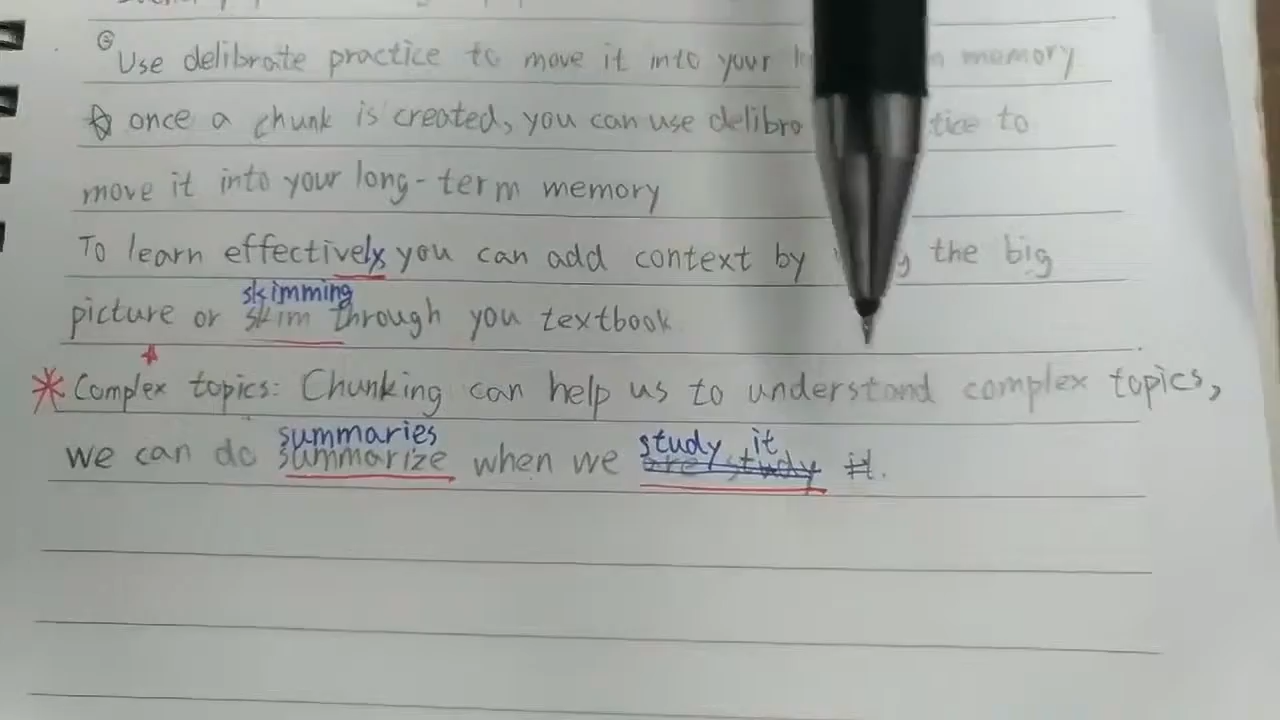 Use delibrate practice to move it into your memory
once a chunk is created, you can use tice to
move it into your long-term memory
To learn effectively you can add context by the big
skimming
picture or skim through you textbook
Complex topics: Chunking can help us to understand complex topics,
summaries study it
we can do summarize when we are study it.